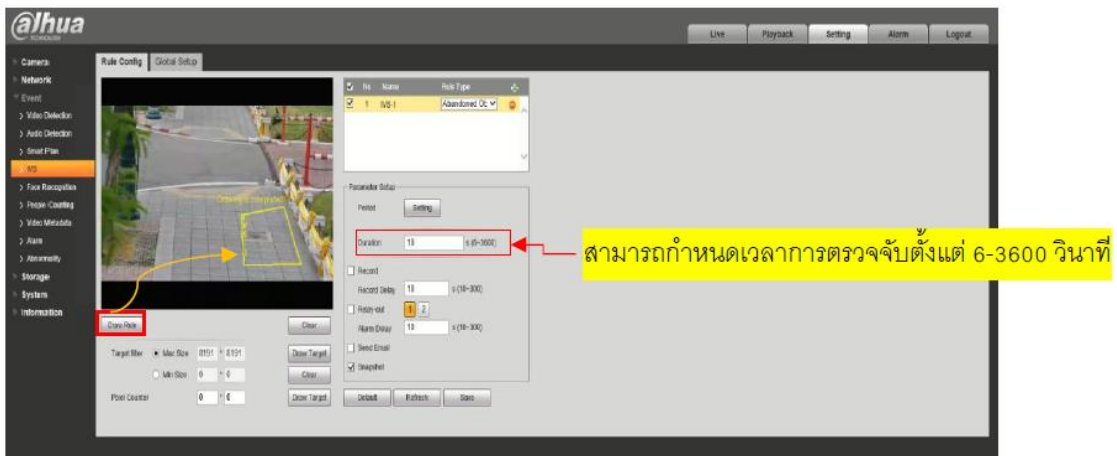 alhua
TECHNOLOGY
Live
Playback
Setting
Alarm
Logout
Camera
Network
Event
Video Detection
Audio Detection
Smart Plan
IVS
Face Recognition
People Counting
Video Metadata
Alarm
Abnormality
Storage
System
Information
Rule Config
Global Setup
Draw Rule
Clear
Target filter
Max Size
8191 * 8191
Draw Target
Min Size
0 * 0
Clear
Pixel Counter
0 * 0
Draw Target
No. Name Rule Type
1 IVS-1 Abandoned Ob
Parameter Setup
Period
Setting
Duration 10 s (6~3600)
Record
Record Delay 10 s (10~300)
Relay-out 1 2
Alarm Delay 10 s (10~300)
Send Email
Snapshot
Default
Refresh
Save
สามารถกำหนดเวลาการตรวจจับตั้งแต่ 6-3600 วินาที